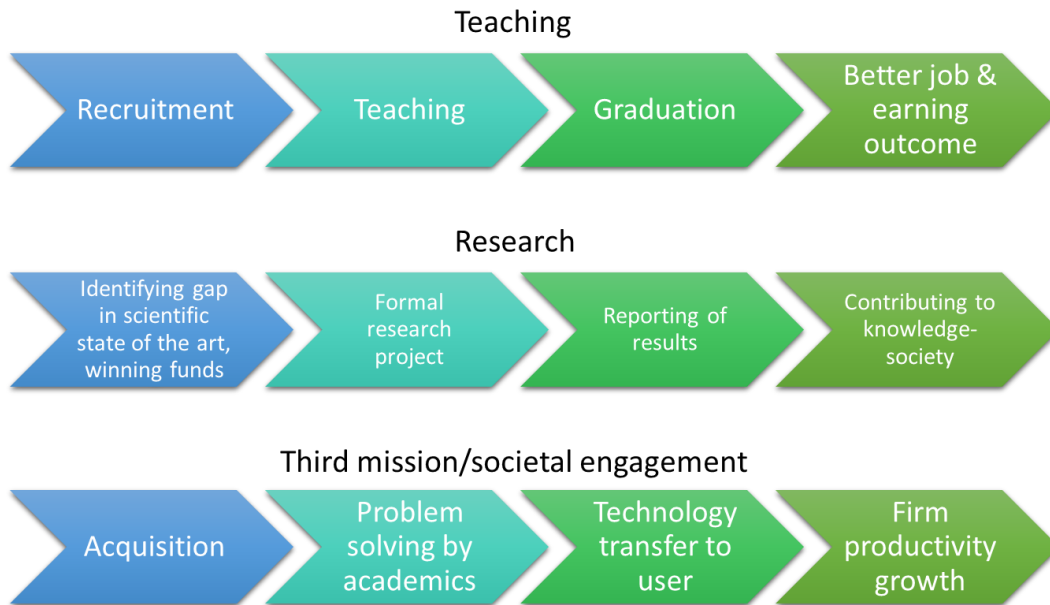 Teaching
Recruitment
Teaching
Graduation
Better job &
earning
outcome
Research
Identifying gap
in scientific
state of the art,
winning funds
Formal
research
project
Reporting of
results
Contributing to
knowledge-
society
Third mission/societal engagement
Acquisition
Problem
solving by
academics
Technology
transfer to
user
Firm
productivity
growth